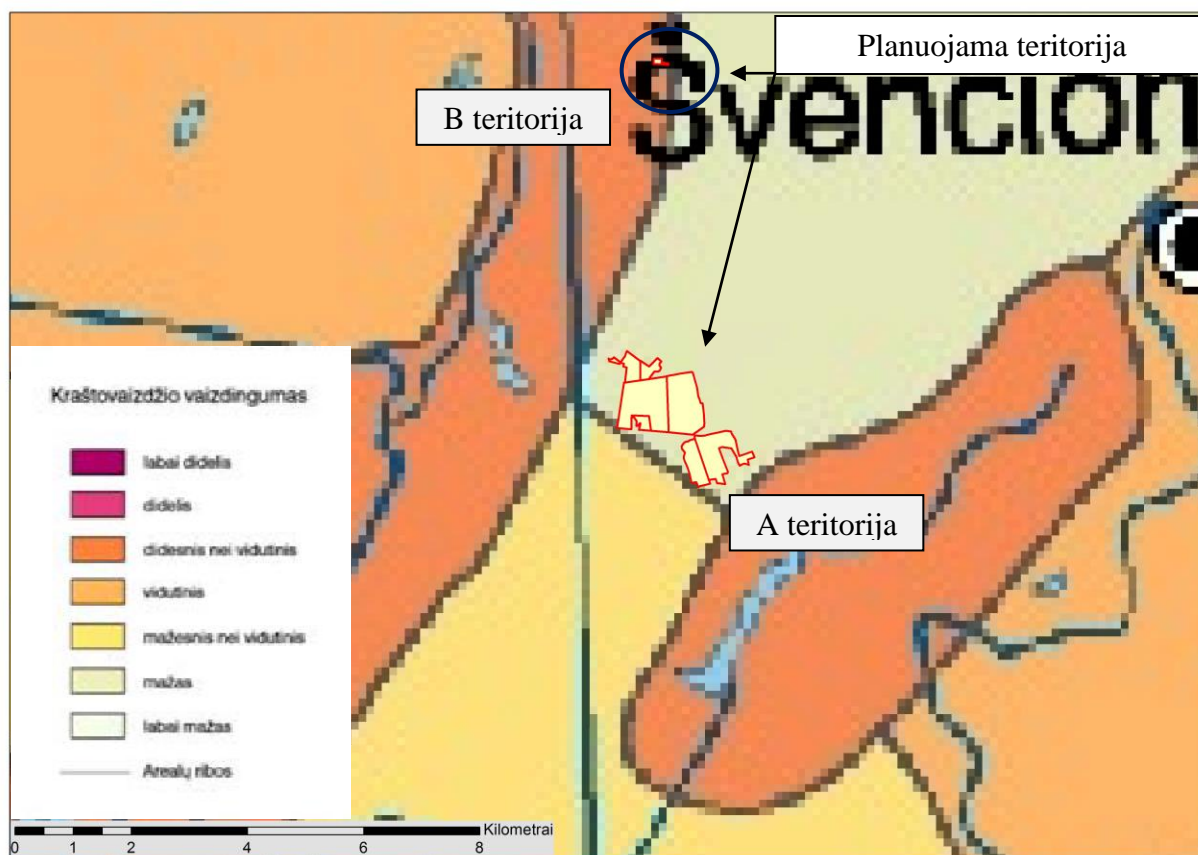 Planuojama teritorija
B teritorija
Švencion
A teritorija
Kraštovaizdžio vaizdingumas
labai didelis
didelis
didesnis nei vidutinis
vidutinis
mažesnis nei vidutinis
mažas
labai mažas
Arealų ribos
0 1 2 4 6 8 Kilometrai